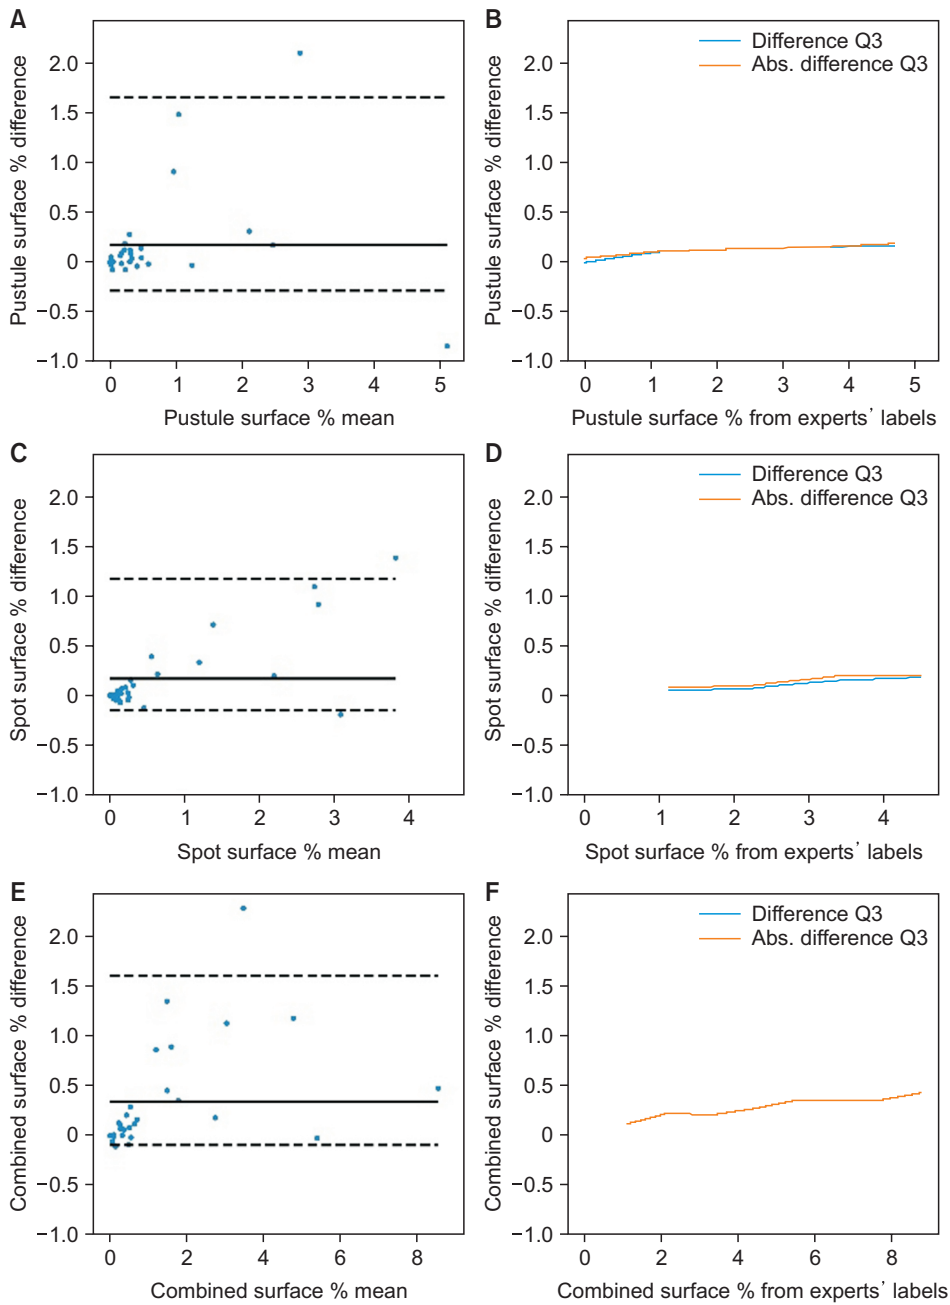 A
Pustule surface % difference
2.0
1.5
1.0
0.5
0
−0.5
−1.0
0 1 2 3 4 5
Pustule surface % mean
B
Pustule surface % difference
Difference Q3
Abs. difference Q3
2.0
1.5
1.0
0.5
0
−0.5
−1.0
0 1 2 3 4 5
Pustule surface % from experts’ labels
C
Spot surface % difference
2.0
1.5
1.0
0.5
0
−0.5
−1.0
0 1 2 3 4
Spot surface % mean
D
Spot surface % difference
Difference Q3
Abs. difference Q3
2.0
1.5
1.0
0.5
0
−0.5
−1.0
0 1 2 3 4
Spot surface % from experts’ labels
E
Combined surface % difference
2.0
1.5
1.0
0.5
0
−0.5
−1.0
0 2 4 6 8
Combined surface % mean
F
Combined surface % difference
Difference Q3
Abs. difference Q3
2.0
1.5
1.0
0.5
0
−0.5
−1.0
0 2 4 6 8
Combined surface % from experts’ labels